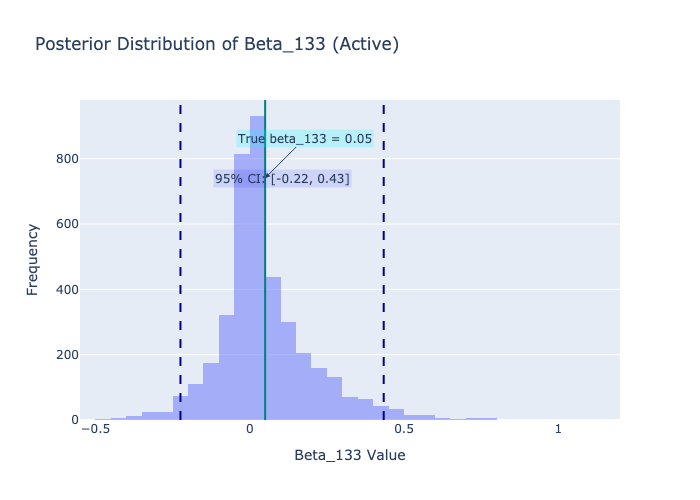 Posterior Distribution of Beta_133 (Active)
True beta_133 = 0.05
95% CI: [-0.22, 0.43]
800
600
400
200
0
Frequency
−0.5
0
0.5
1
Beta_133 Value